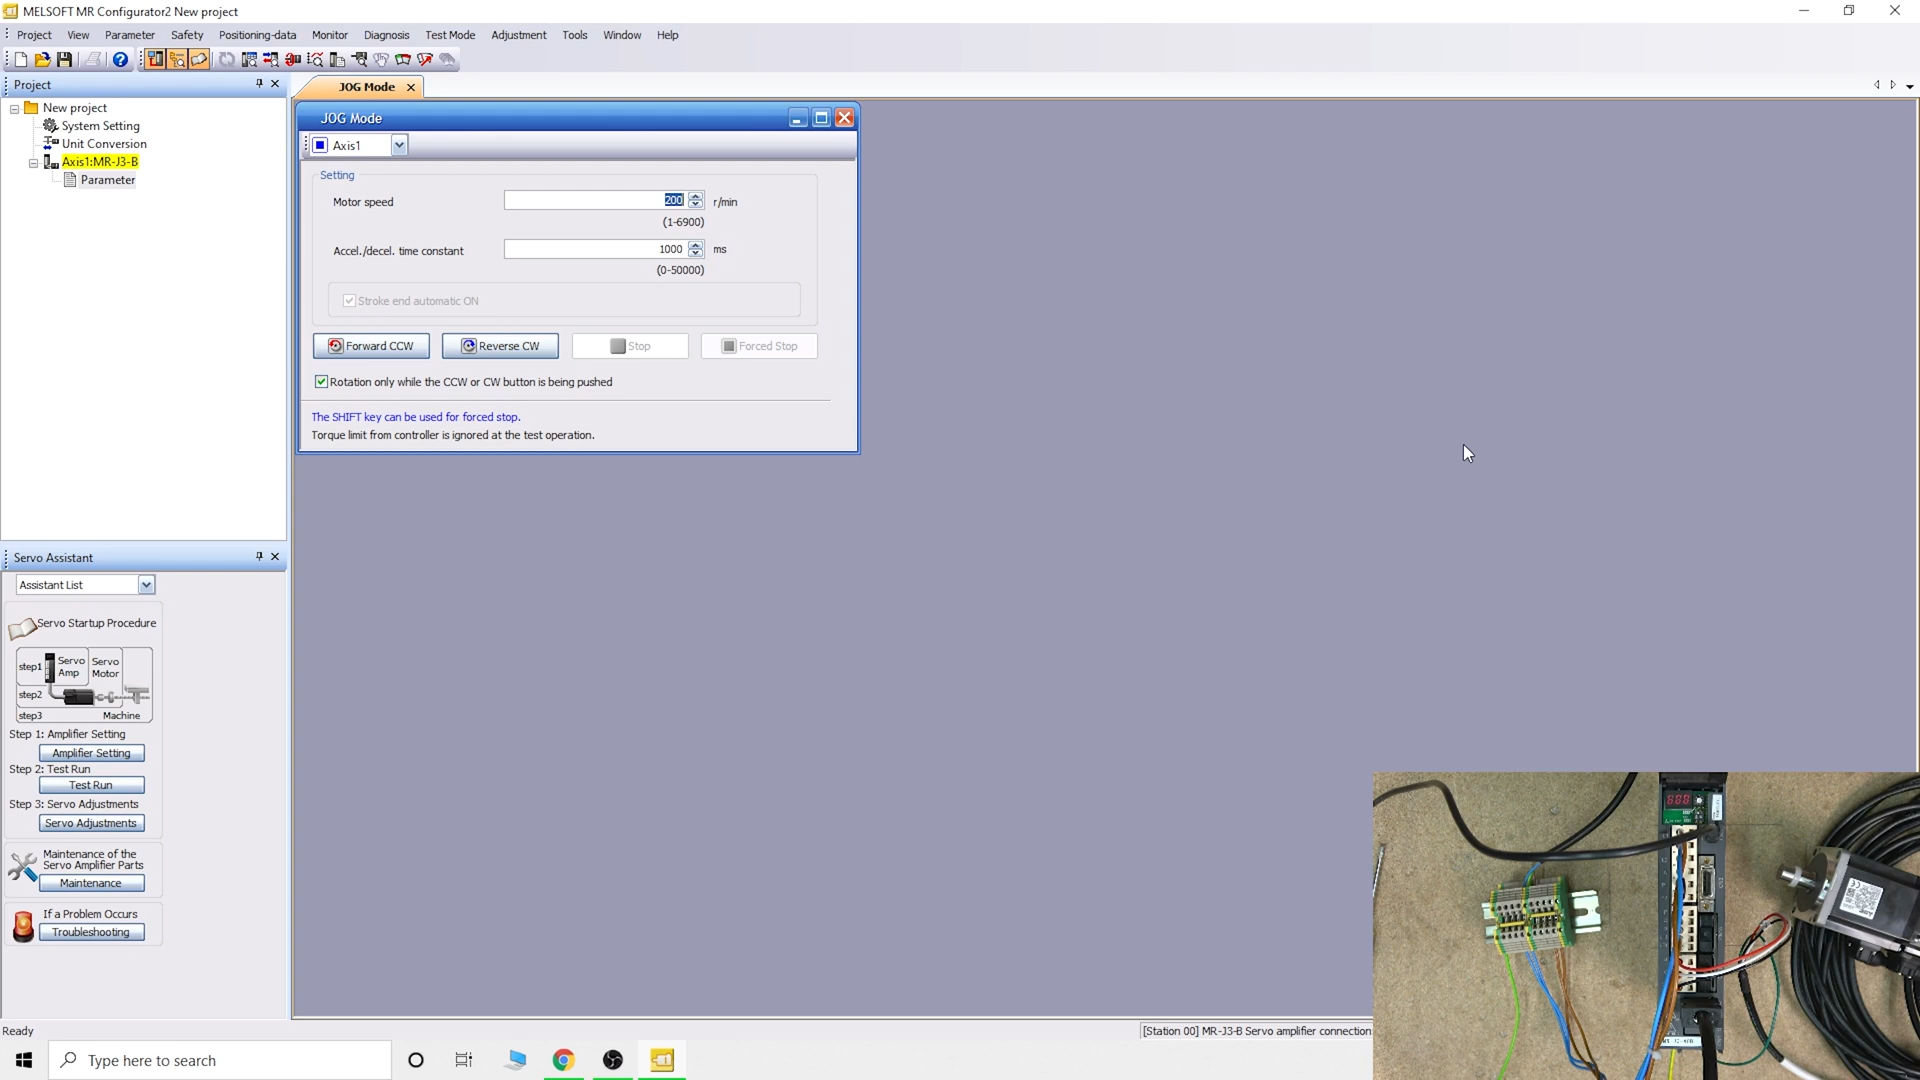 MELSOFT MR Configurator2 New project
Project View Parameter Safety Positioning-data Monitor Diagnosis Test Mode Adjustment Tools Window Help
Project
New project
System Setting
Unit Conversion
Axis1:MR-J3-B
Parameter
JOG Mode
JOG Mode
Axis1
Setting
Motor speed 200 r/min
(1-6900)
Accel./decel. time constant 1000 ms
(0-50000)
Stroke end automatic ON
Forward CCW Reverse CW Stop Forced Stop
Rotation only while the CCW or CW button is being pushed
The SHIFT key can be used for forced stop.
Torque limit from controller is ignored at the test operation.
Servo Assistant
Assistant List
Servo Startup Procedure
step1 Servo Amp Servo Motor
step2
step3 Machine
Step 1: Amplifier Setting
Amplifier Setting
Step 2: Test Run
Test Run
Step 3: Servo Adjustments
Servo Adjustments
Maintenance of the
Servo Amplifier Parts
Maintenance
If a Problem Occurs
Troubleshooting
Ready
[Station 00] MR-J3-B Servo amplifier connection
Type here to search